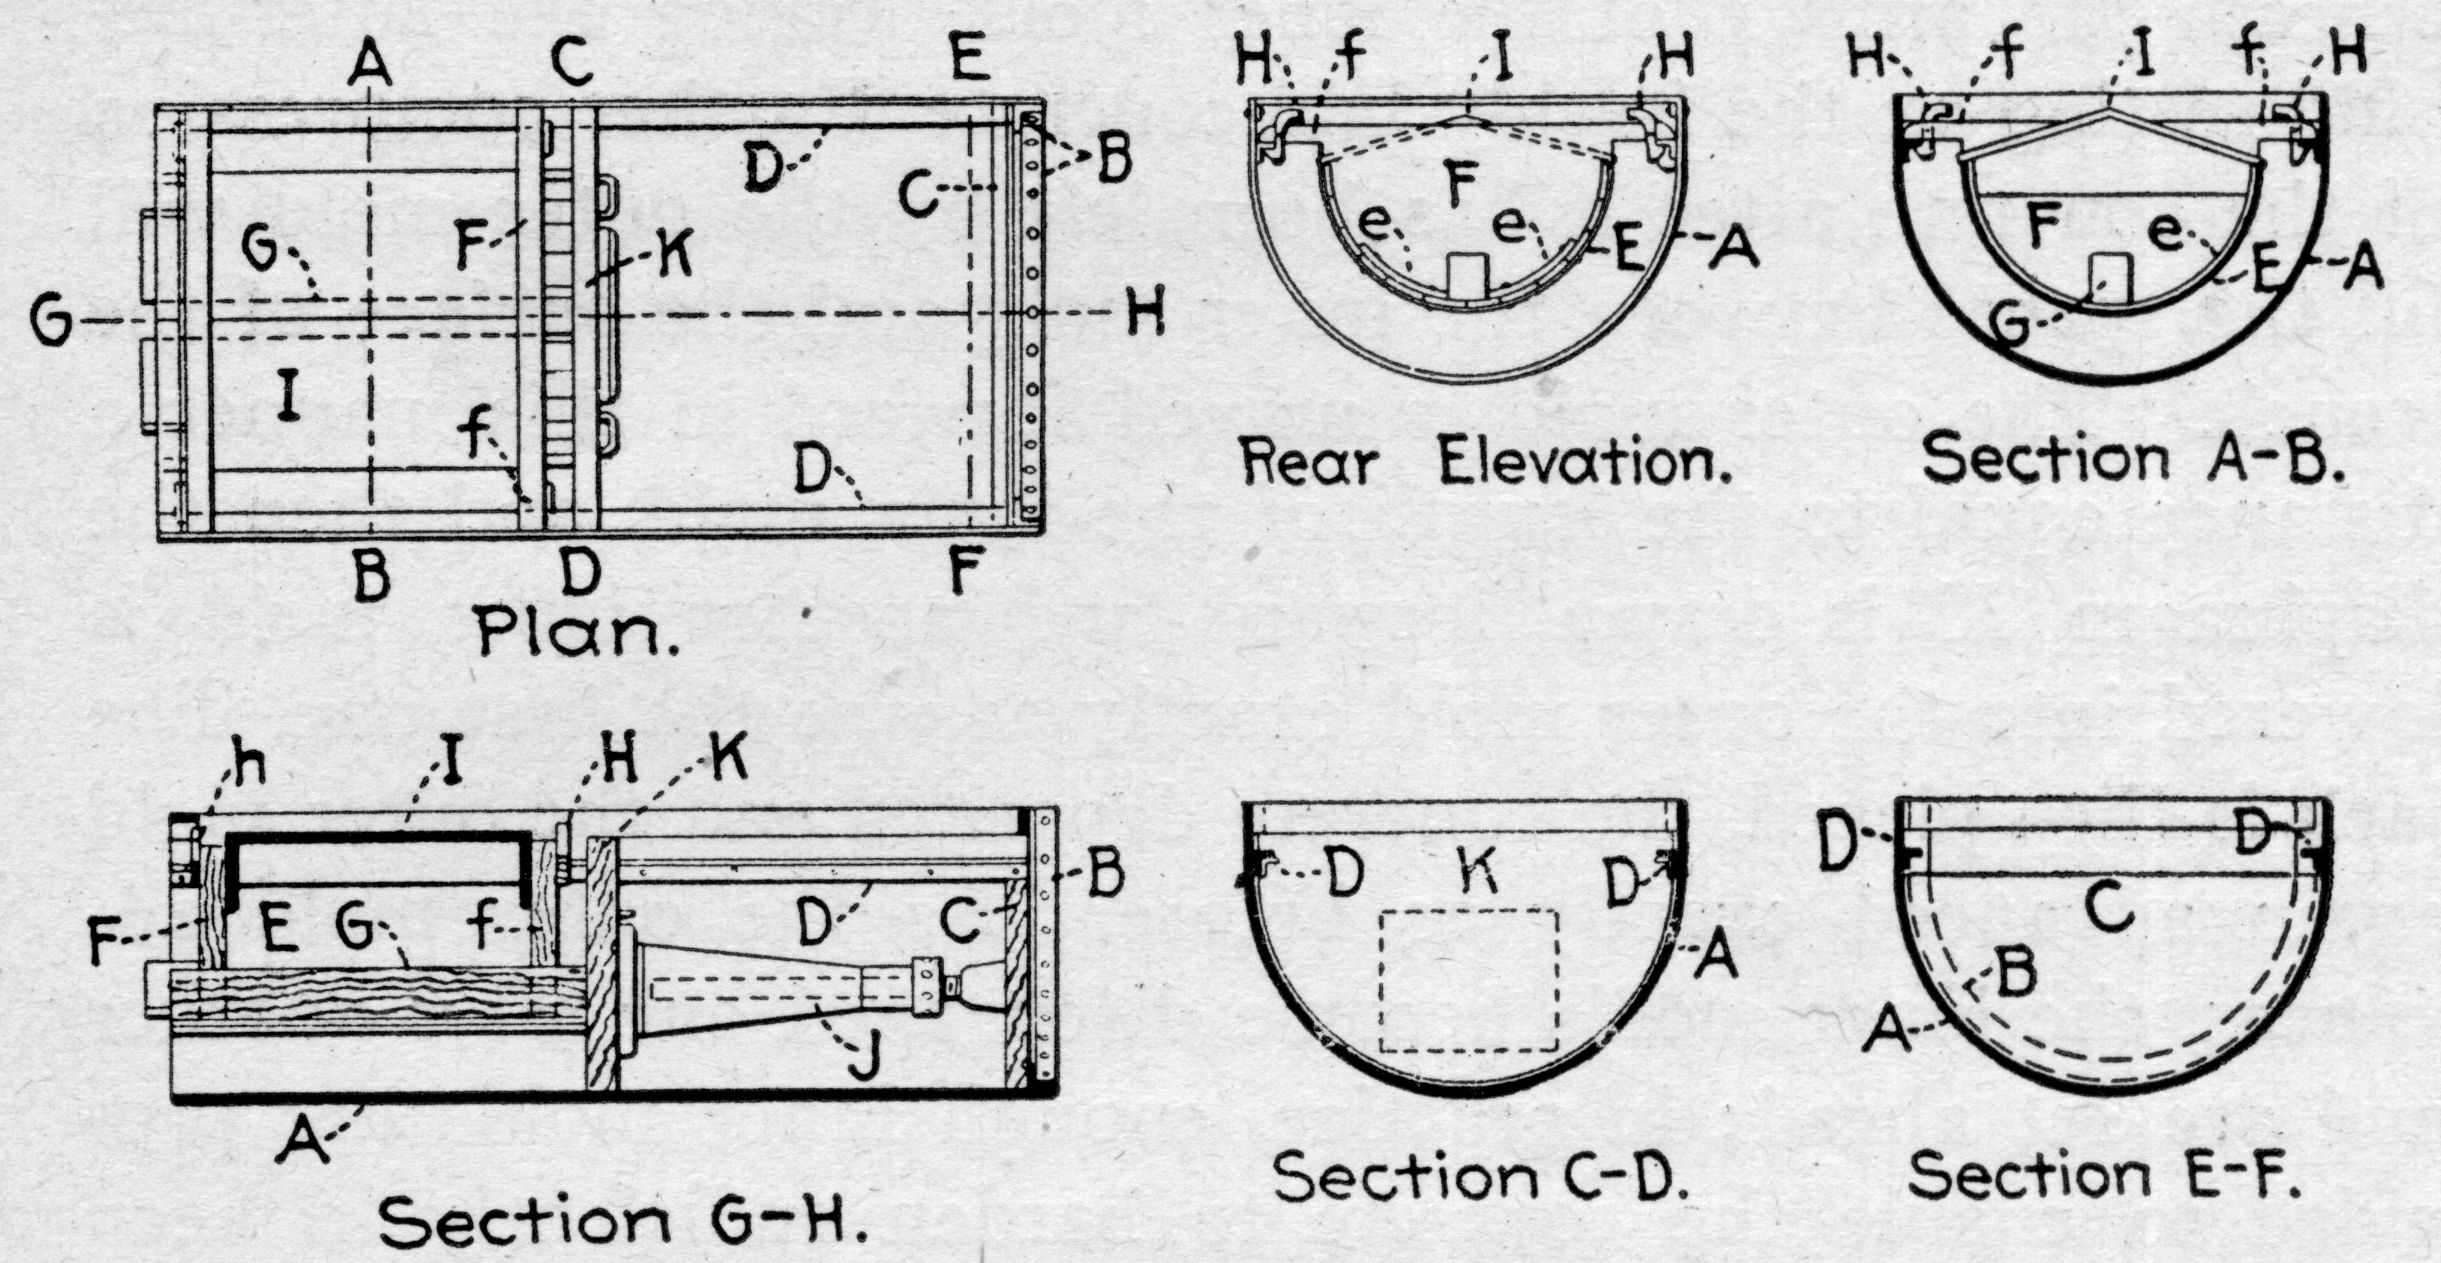 A C E
D
B
C
G F K
G H
I
f
D
B D F
Plan.
H f I H
F
e e
E A
Rear Elevation.
H f I f H
F e
E A
G
Section A-B.
h I H K
B
F E G f D C
J
A
Section G-H.
D K D
A
Section C-D.
D D
C
B
A
Section E-F.